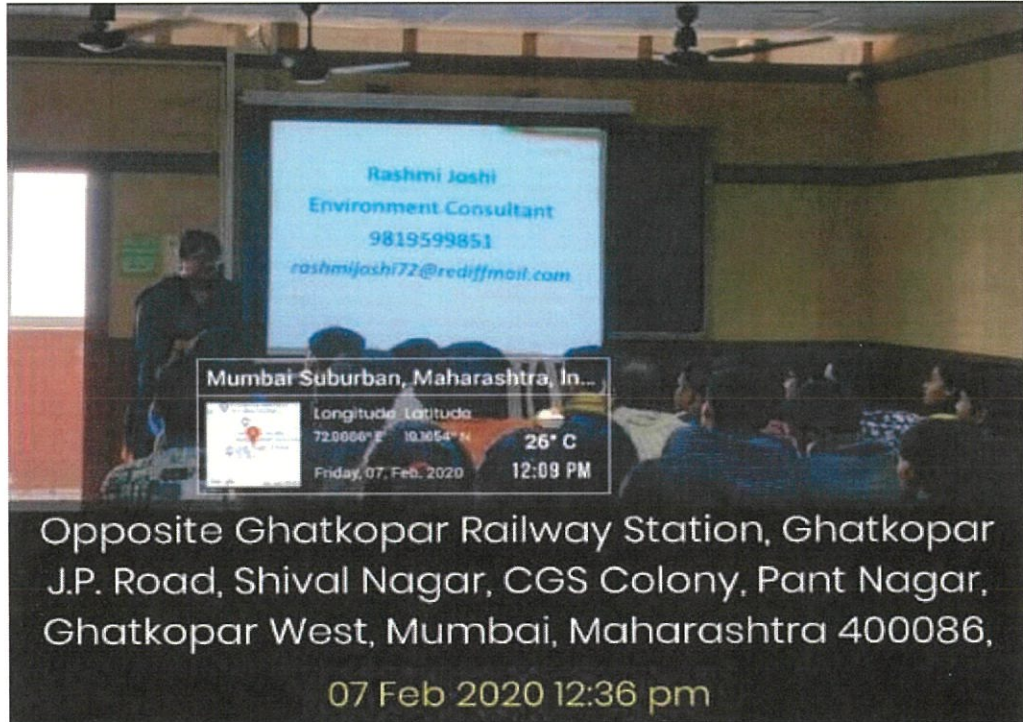 Rashmi Joshi
Environment Consultant
9819599851
rashmijoshi72@rediffmail.com
Mumbai Suburban, Maharashtra, In...
Longitude Latitude
26° C
Friday, 07, Feb, 2020
12:09 PM
Opposite Ghatkopar Railway Station, Ghatkopar
J.P. Road, Shival Nagar, CGS Colony, Pant Nagar,
Ghatkopar West, Mumbai, Maharashtra 400086,
07 Feb 2020 12:36 pm